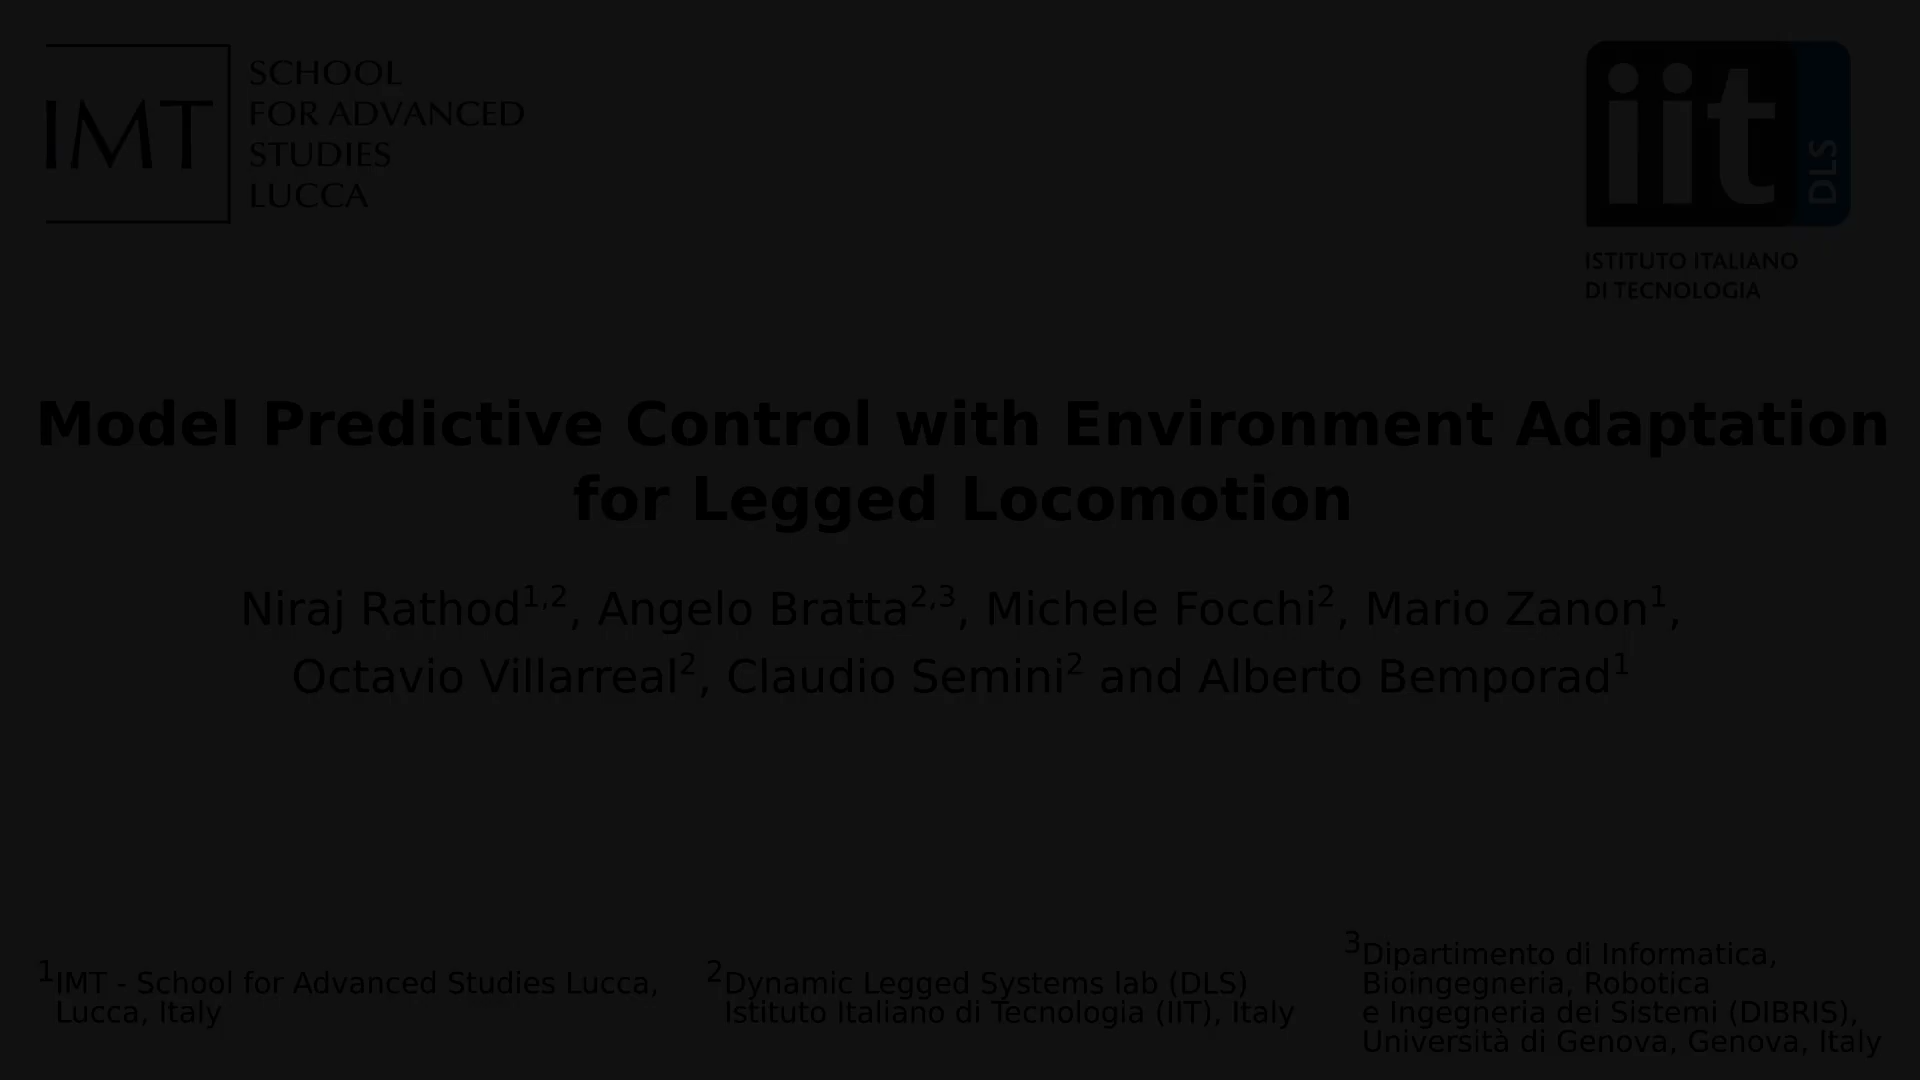 IMT
SCHOOL
FOR ADVANCED
STUDIES
LUCCA
iit
DLS
ISTITUTO ITALIANO
DI TECNOLOGIA
Model Predictive Control with Environment Adaptation
for Legged Locomotion
Niraj Rathod1,2, Angelo Bratta2,3, Michele Focchi2, Mario Zanon1,
Octavio Villarreal2, Claudio Semini2 and Alberto Bemporad1
1IMT - School for Advanced Studies Lucca,
Lucca, Italy
2Dynamic Legged Systems lab (DLS)
Istituto Italiano di Tecnologia (IIT), Italy
3Dipartimento di Informatica,
Bioingegneria, Robotica
e Ingegneria dei Sistemi (DIBRIS),
Università di Genova, Genova, Italy